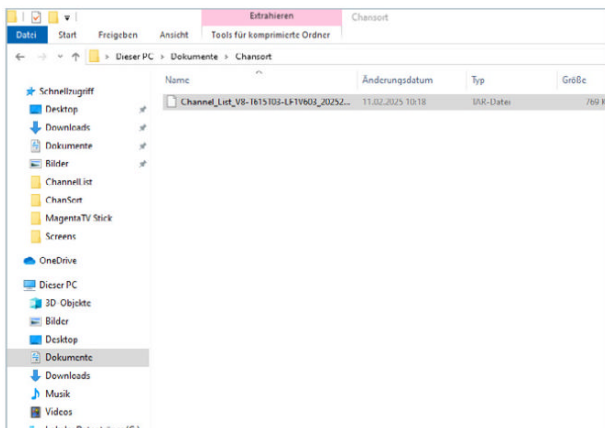 Extrahieren Chansort
Datei Start Freigeben Ansicht Tools für komprimierte Ordner
Dieser PC > Dokumente > Chansort
Name Änderungsdatum Typ Größe
Schnellzugriff
Channel_List_V8-T615T03-LF1V603_20252... 11.02.2025 10:18 TAR-Datei 769
Desktop
Downloads
Dokumente
Bilder
ChannelList
ChanSort
MagentaTV Stick
Screens
OneDrive
Dieser PC
3D-Objekte
Bilder
Desktop
Dokumente
Downloads
Musik
Videos